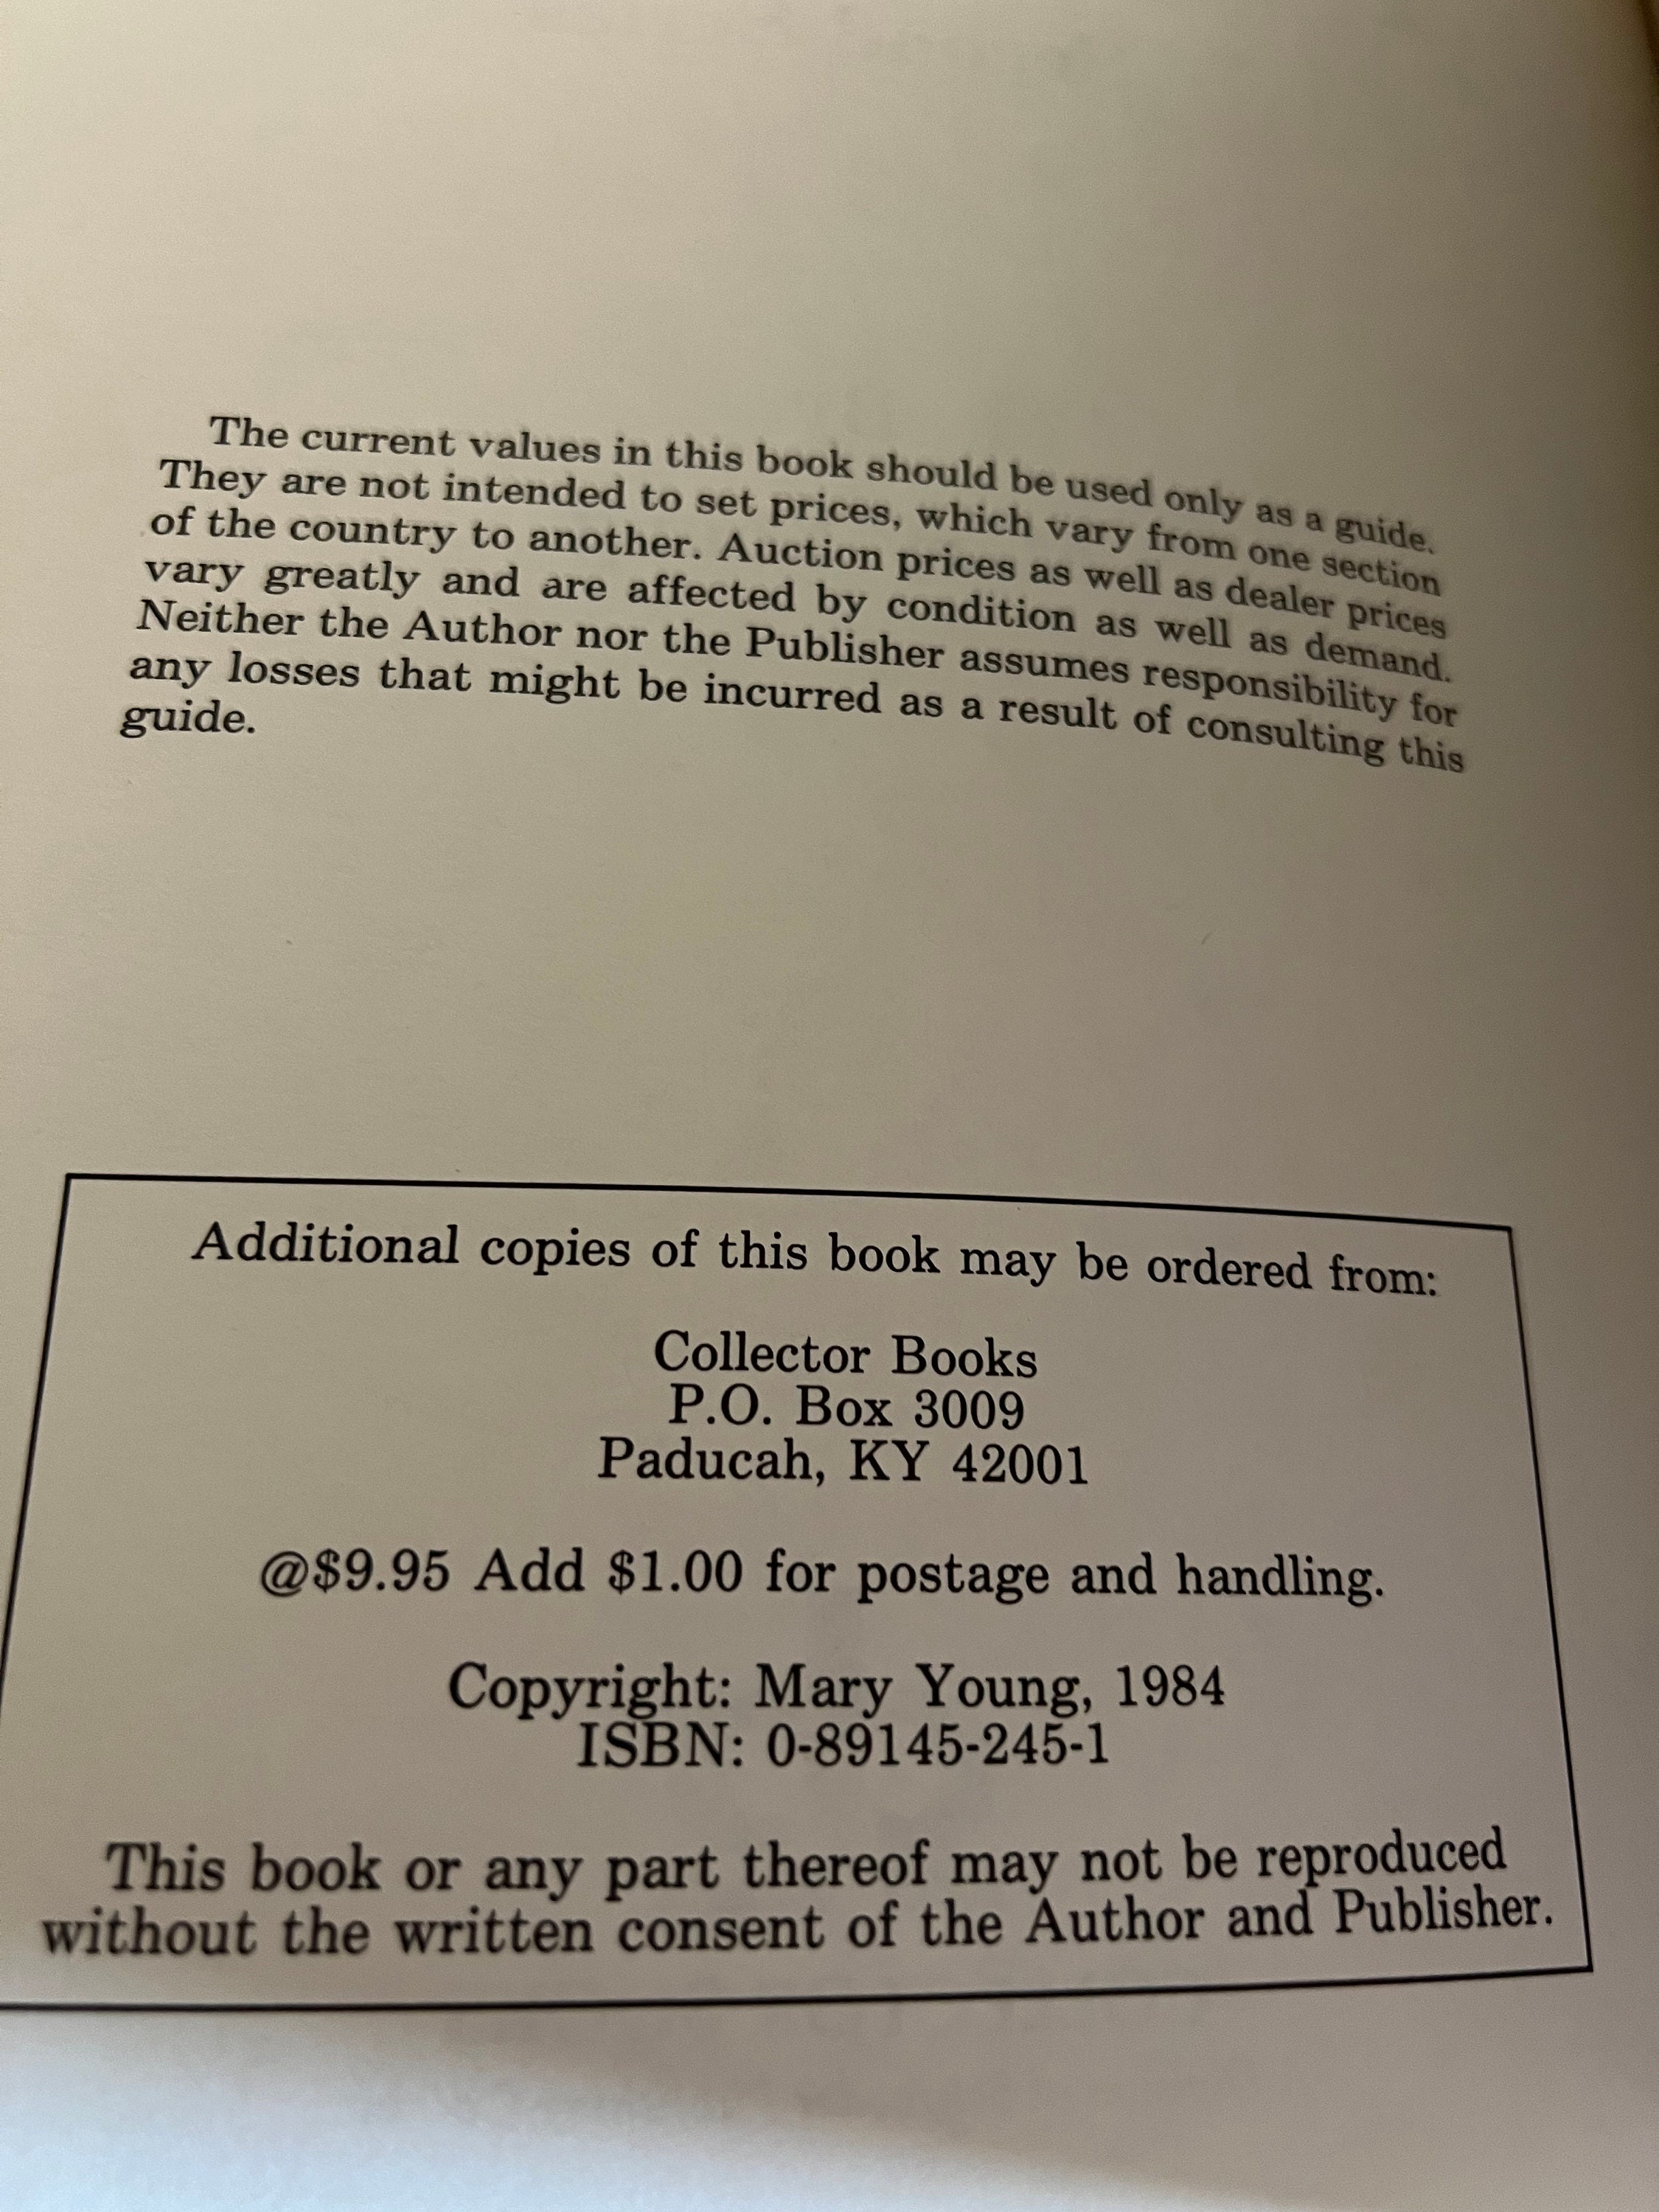 The current values in this book should be used only as a guide.
They are not intended to set prices, which vary from one section
of the country to another. Auction prices as well as dealer prices
vary greatly and are affected by condition as well as demand.
Neither the Author nor the Publisher assumes responsibility for
any losses that might be incurred as a result of consulting this
guide.
Additional copies of this book may be ordered from:
Collector Books
P.O. Box 3009
Paducah, KY 42001
@$9.95 Add $1.00 for postage and handling.
Copyright: Mary Young, 1984
ISBN: 0-89145-245-1
This book or any part thereof may not be reproduced
without the written consent of the Author and Publisher.